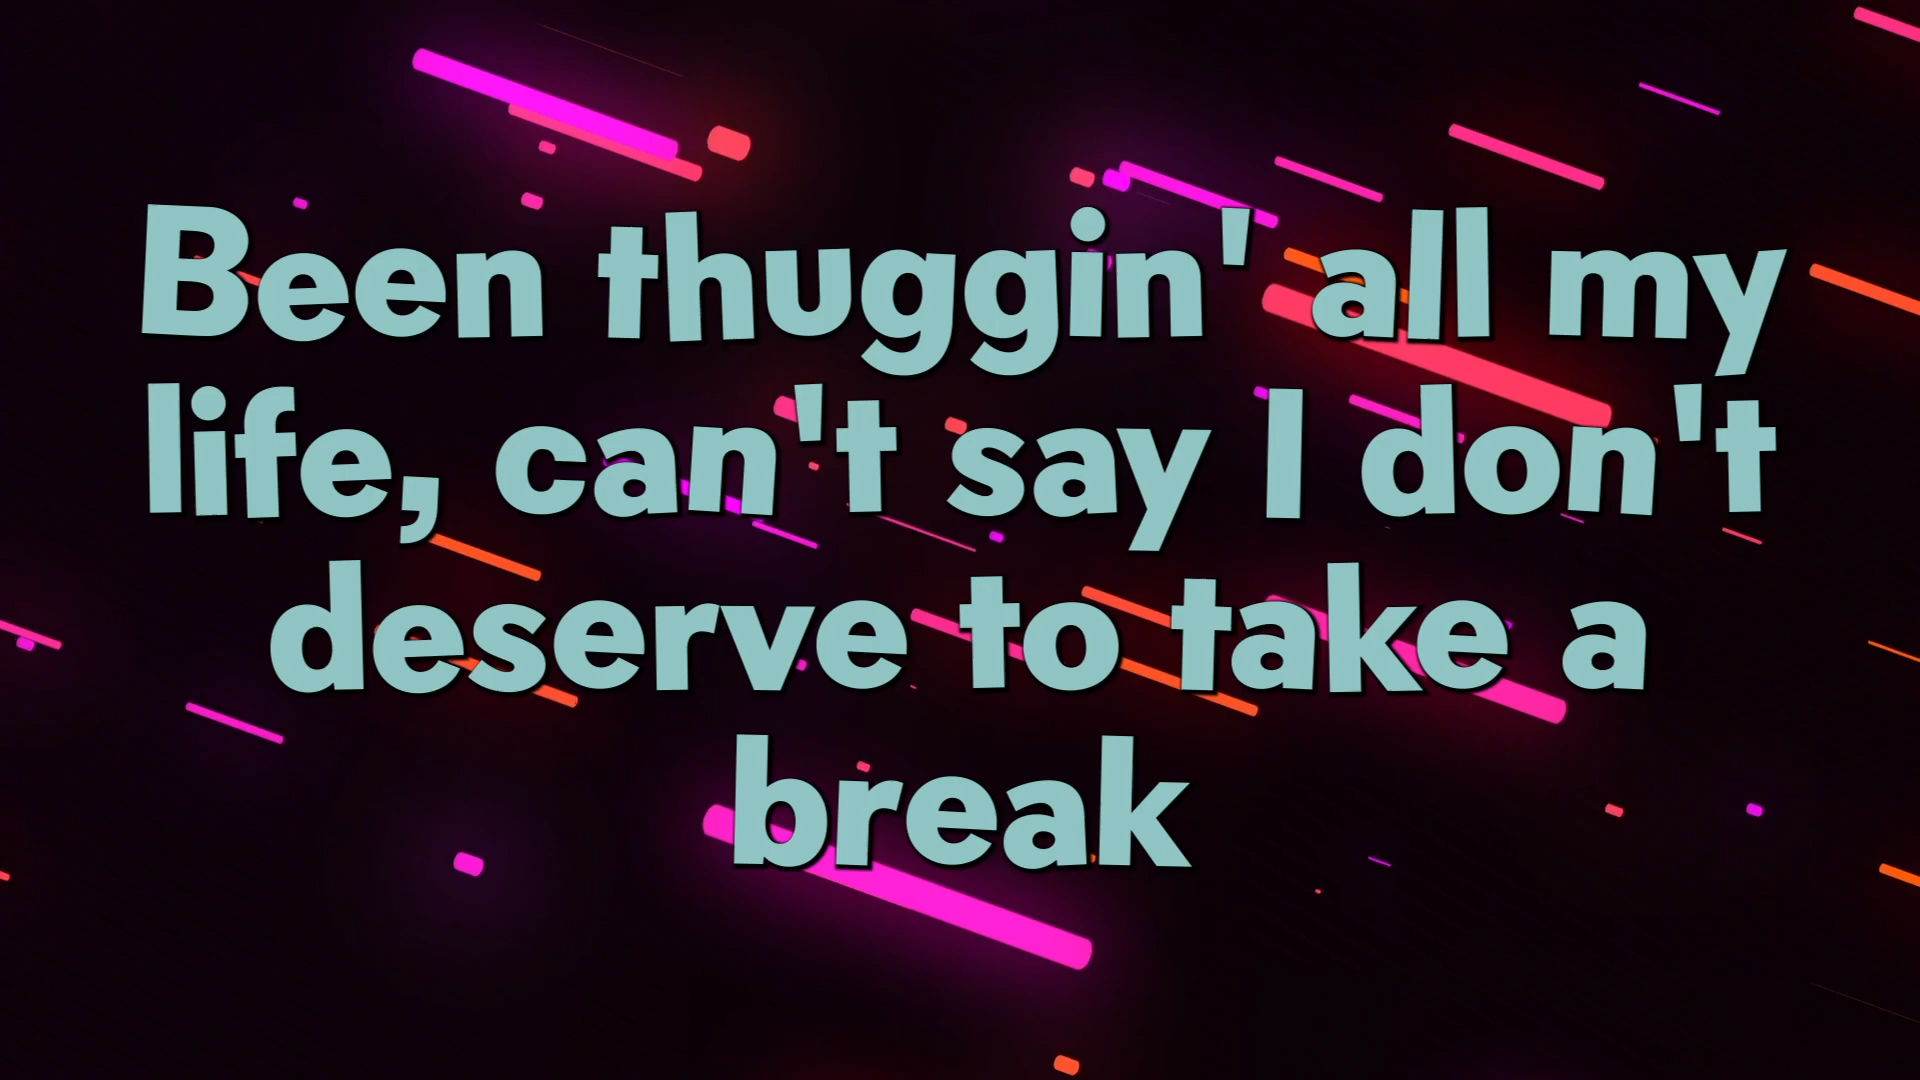 Been thuggin' all my
life, can't say I don't
deserve to take a
break